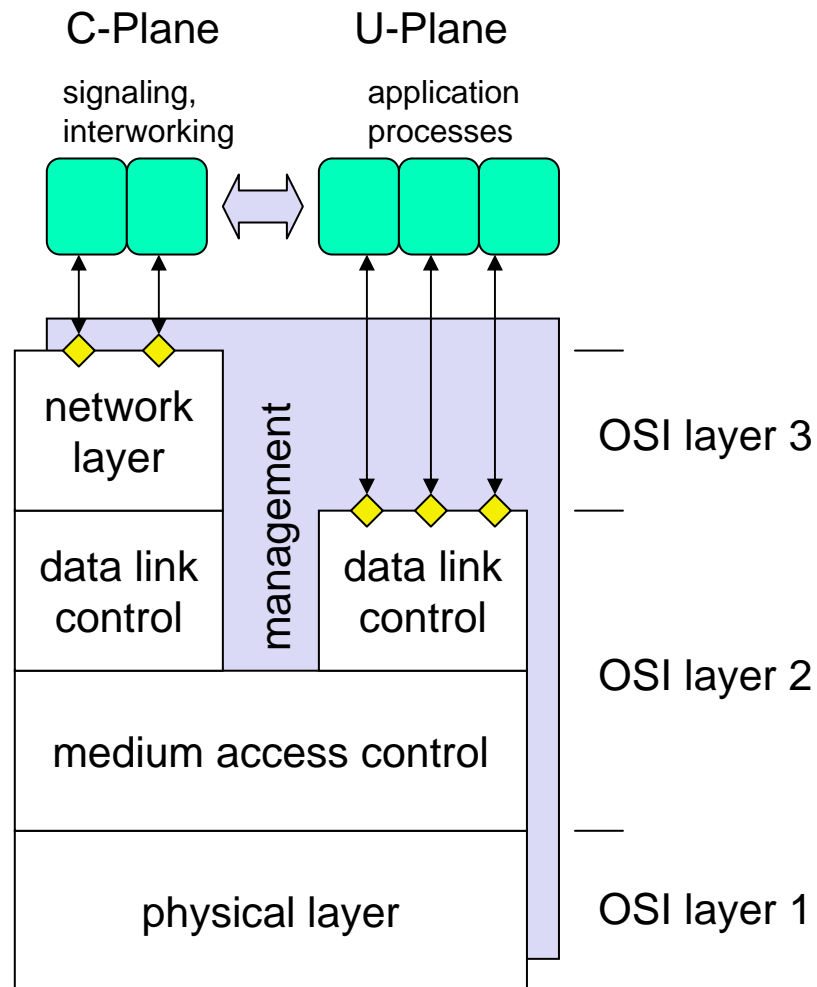 C-Plane
U-Plane
signaling,
interworking
application
processes
network
layer
management
OSI layer 3
data link
control
data link
control
OSI layer 2
medium access control
physical layer
OSI layer 1